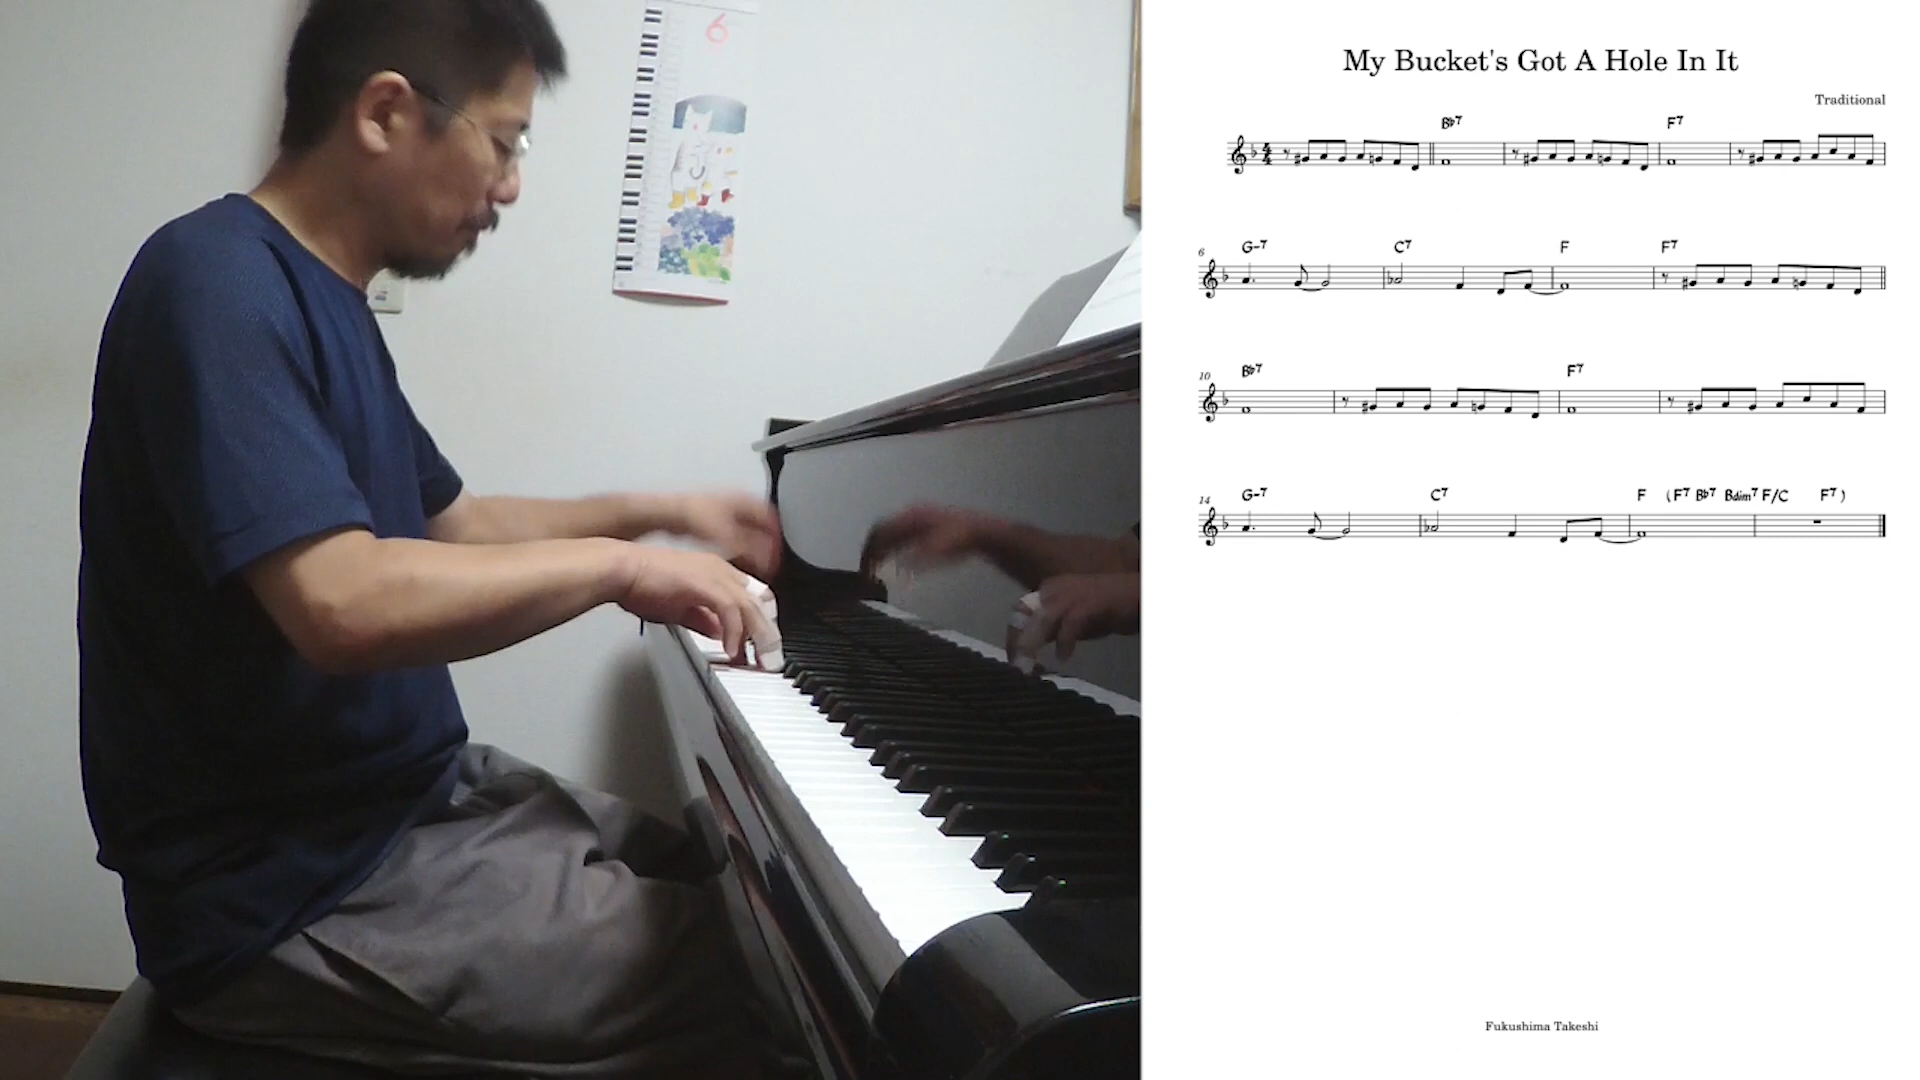 6
My Bucket's Got A Hole In It
Traditional
B♭7 F7
6 G-7 C7 F F7
10 B♭7 F7
14 G-7 C7 F (F7 B♭7 Bdim7 F/C F7)
Fukushima Takeshi